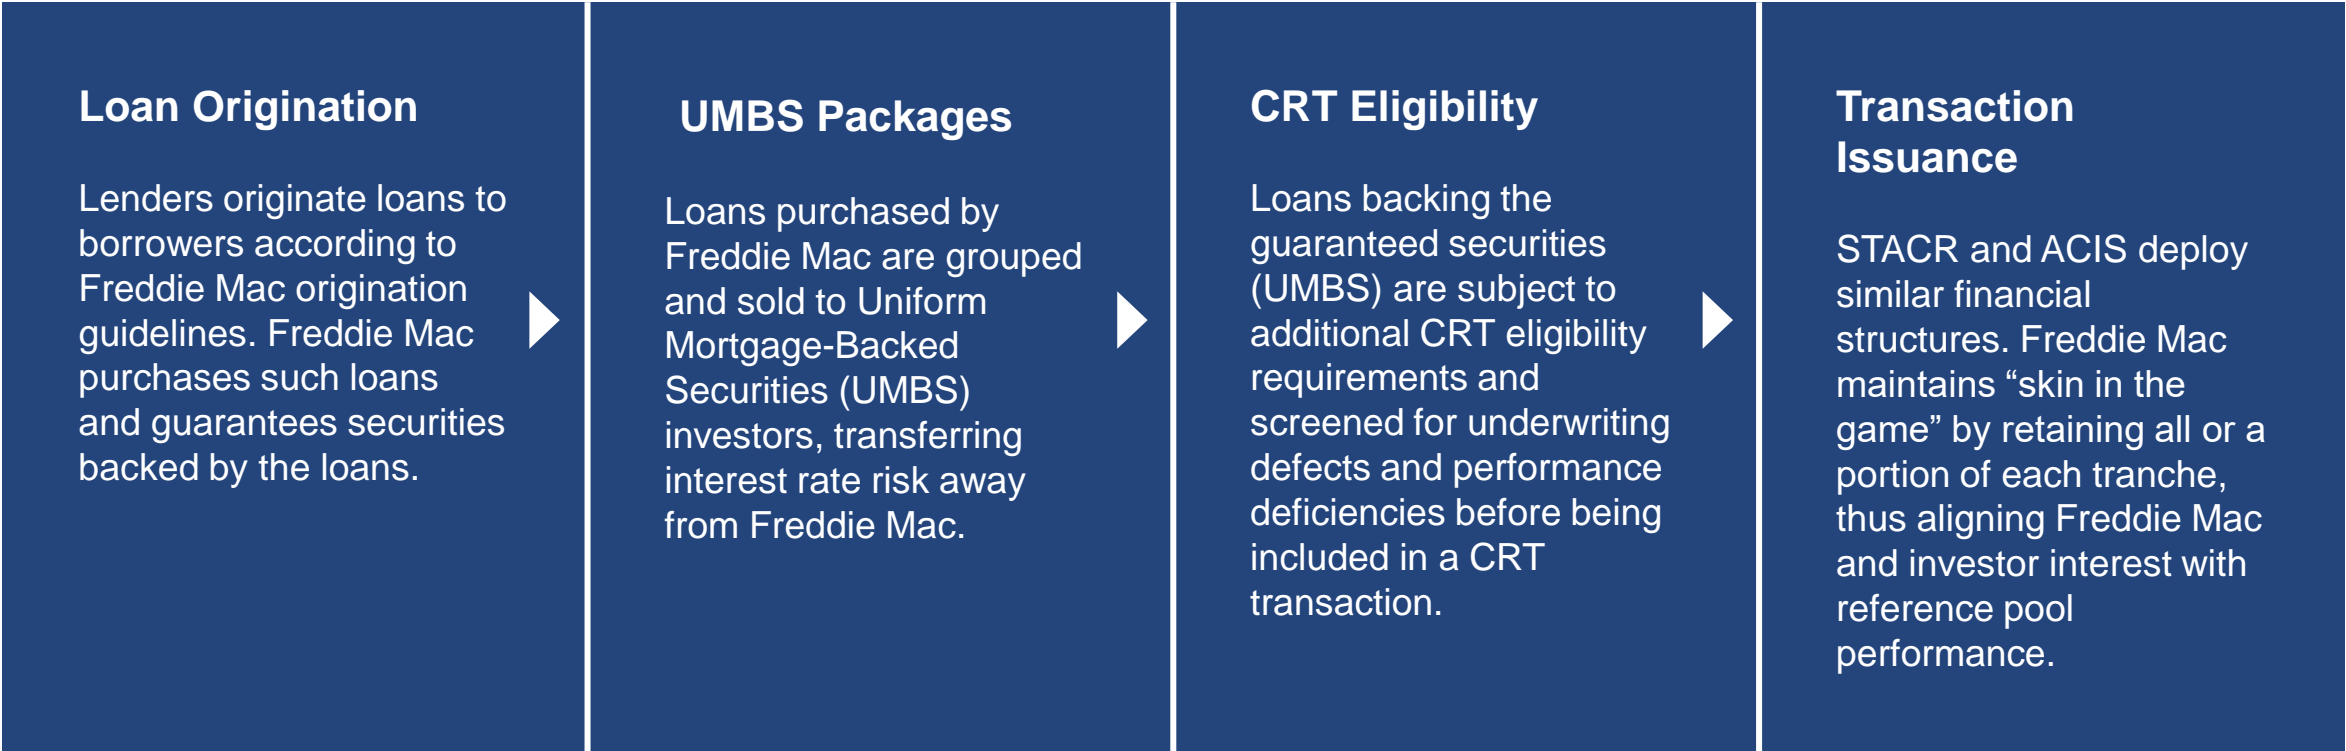 Loan Origination
Lenders originate loans to
borrowers according to
Freddie Mac origination
guidelines. Freddie Mac
purchases such loans
and guarantees securities
backed by the loans.
UMBS Packages
Loans purchased by
Freddie Mac are grouped
and sold to Uniform
Mortgage-Backed
Securities (UMBS)
investors, transferring
interest rate risk away
from Freddie Mac.
CRT Eligibility
Loans backing the
guaranteed securities
(UMBS) are subject to
additional CRT eligibility
requirements and
screened for underwriting
defects and performance
deficiencies before being
included in a CRT
transaction.
Transaction
Issuance
STACR and ACIS deploy
similar financial
structures. Freddie Mac
maintains “skin in the
game” by retaining all or a
portion of each tranche,
thus aligning Freddie Mac
and investor interest with
reference pool
performance.